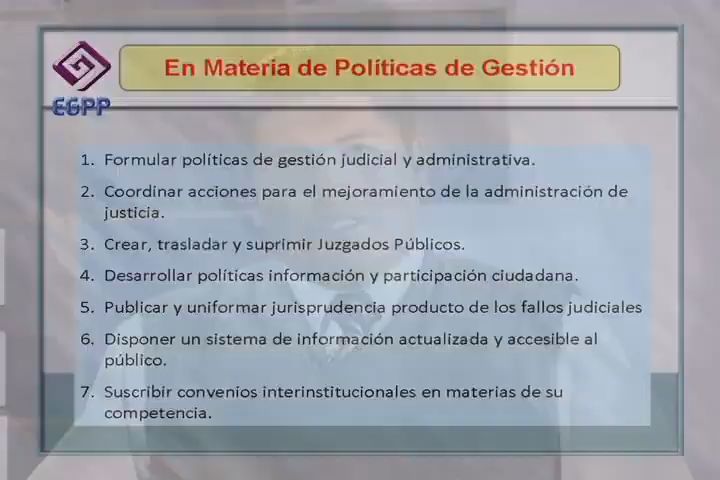 En Materia de Políticas de Gestión
EGPP
1. Formular políticas de gestión judicial y administrativa.
2. Coordinar acciones para el mejoramiento de la administración de
justicia.
3. Crear, trasladar y suprimir Juzgados Públicos.
4. Desarrollar políticas información y participación ciudadana.
5. Publicar y uniformar jurisprudencia producto de los fallos judiciales
6. Disponer un sistema de información actualizada y accesible al
público.
7. Suscribir convenios interinstitucionales en materias de su
competencia.